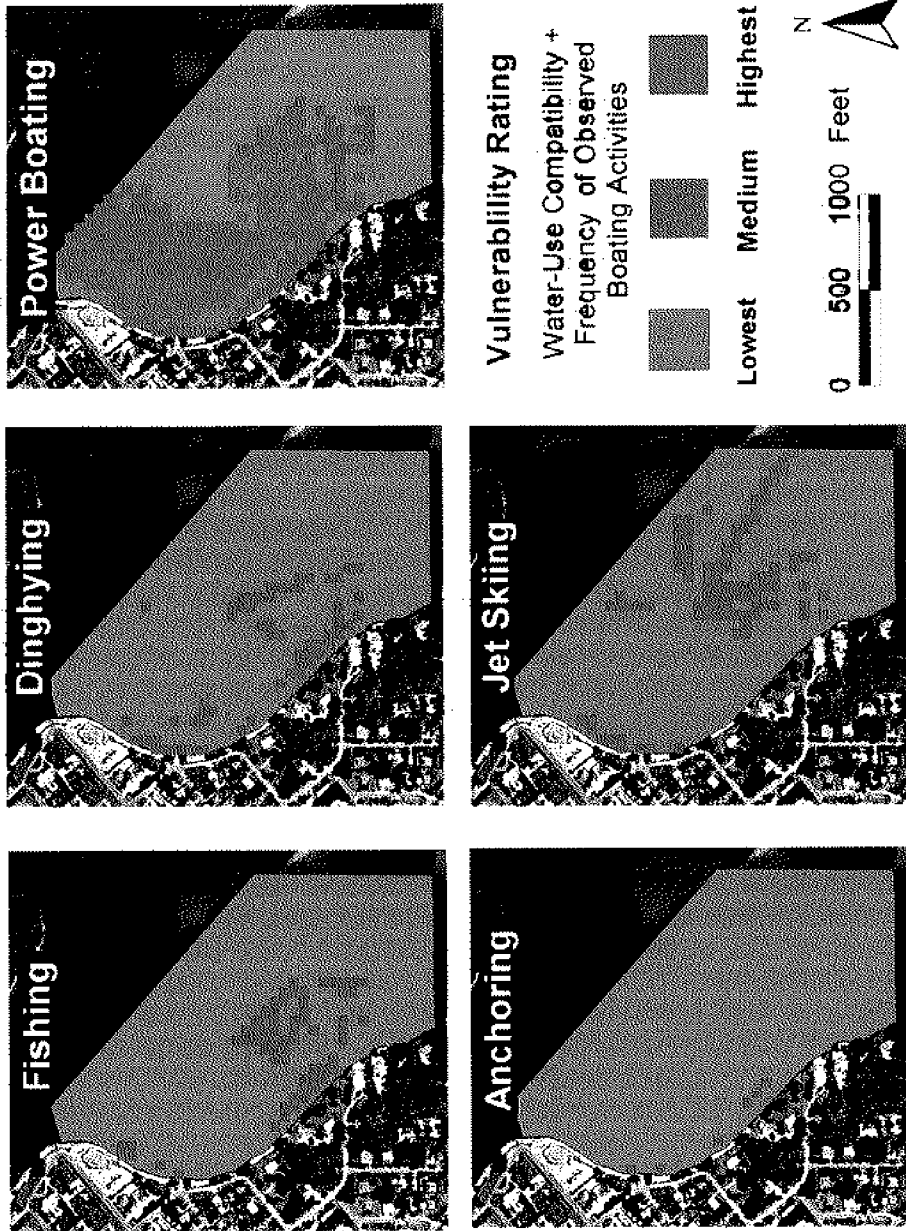 Fishing
Dinghying
Power Boating
Anchoring
Jet Skiing
Vulnerablility Rating
Water-Use Compatibility +
Frequency of Observed
Boating Activities
Lowest Medium Highest
0 500 1000 Feet
N